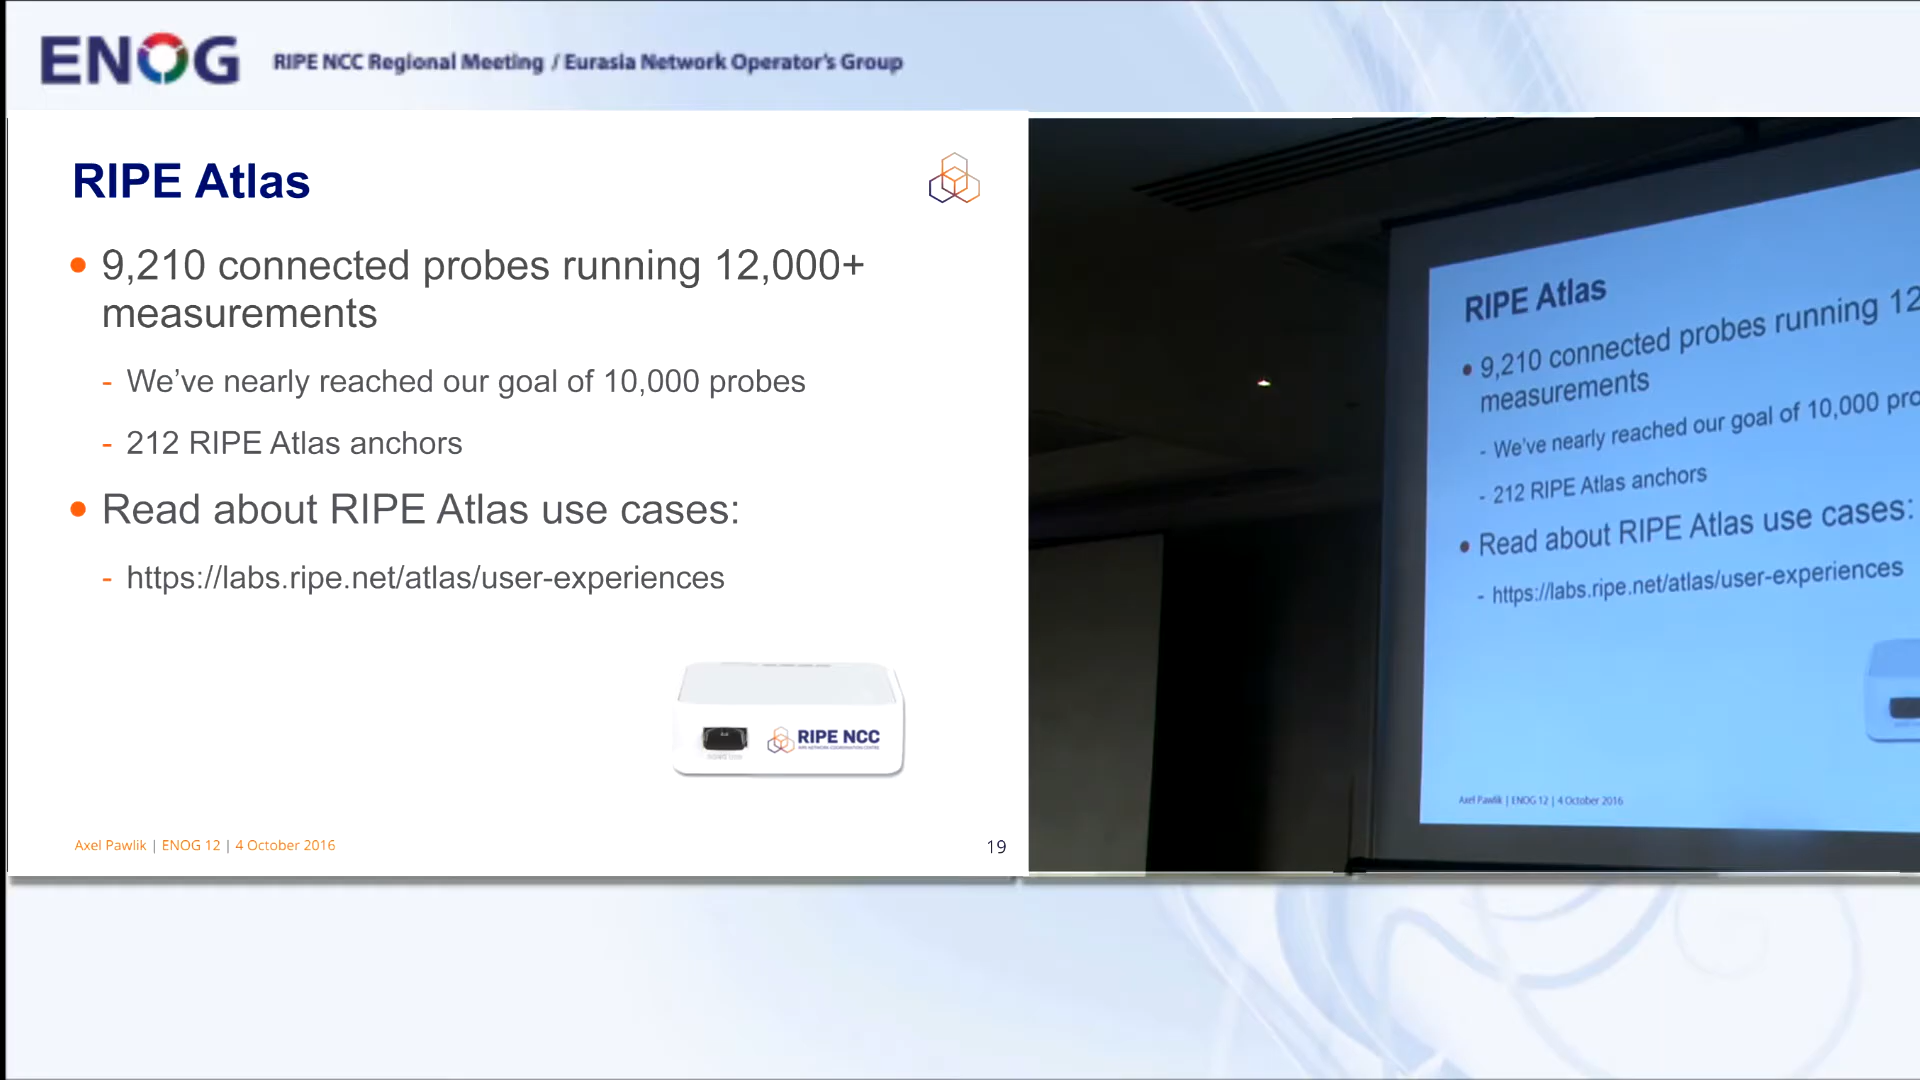 ENOG
RIPE NCC Regional Meeting / Eurasia Network Operator's Group
RIPE Atlas
• 9,210 connected probes running 12,000+
measurements
- We've nearly reached our goal of 10,000 probes
- 212 RIPE Atlas anchors
• Read about RIPE Atlas use cases:
- https://labs.ripe.net/atlas/user-experiences
RIPE NCC
RIPE NETWORK COORDINATION CENTRE
Axel Pawlik | ENOG 12 | 4 October 2016
19
RIPE Atlas
• 9,210 connected probes running 12
measurements
- We've nearly reached our goal of 10,000 pro
- 212 RIPE Atlas anchors
• Read about RIPE Atlas use cases:
- https://labs.ripe.net/atlas/user-experiences
Axel Pawlik | ENOG 12 | 4 October 2016